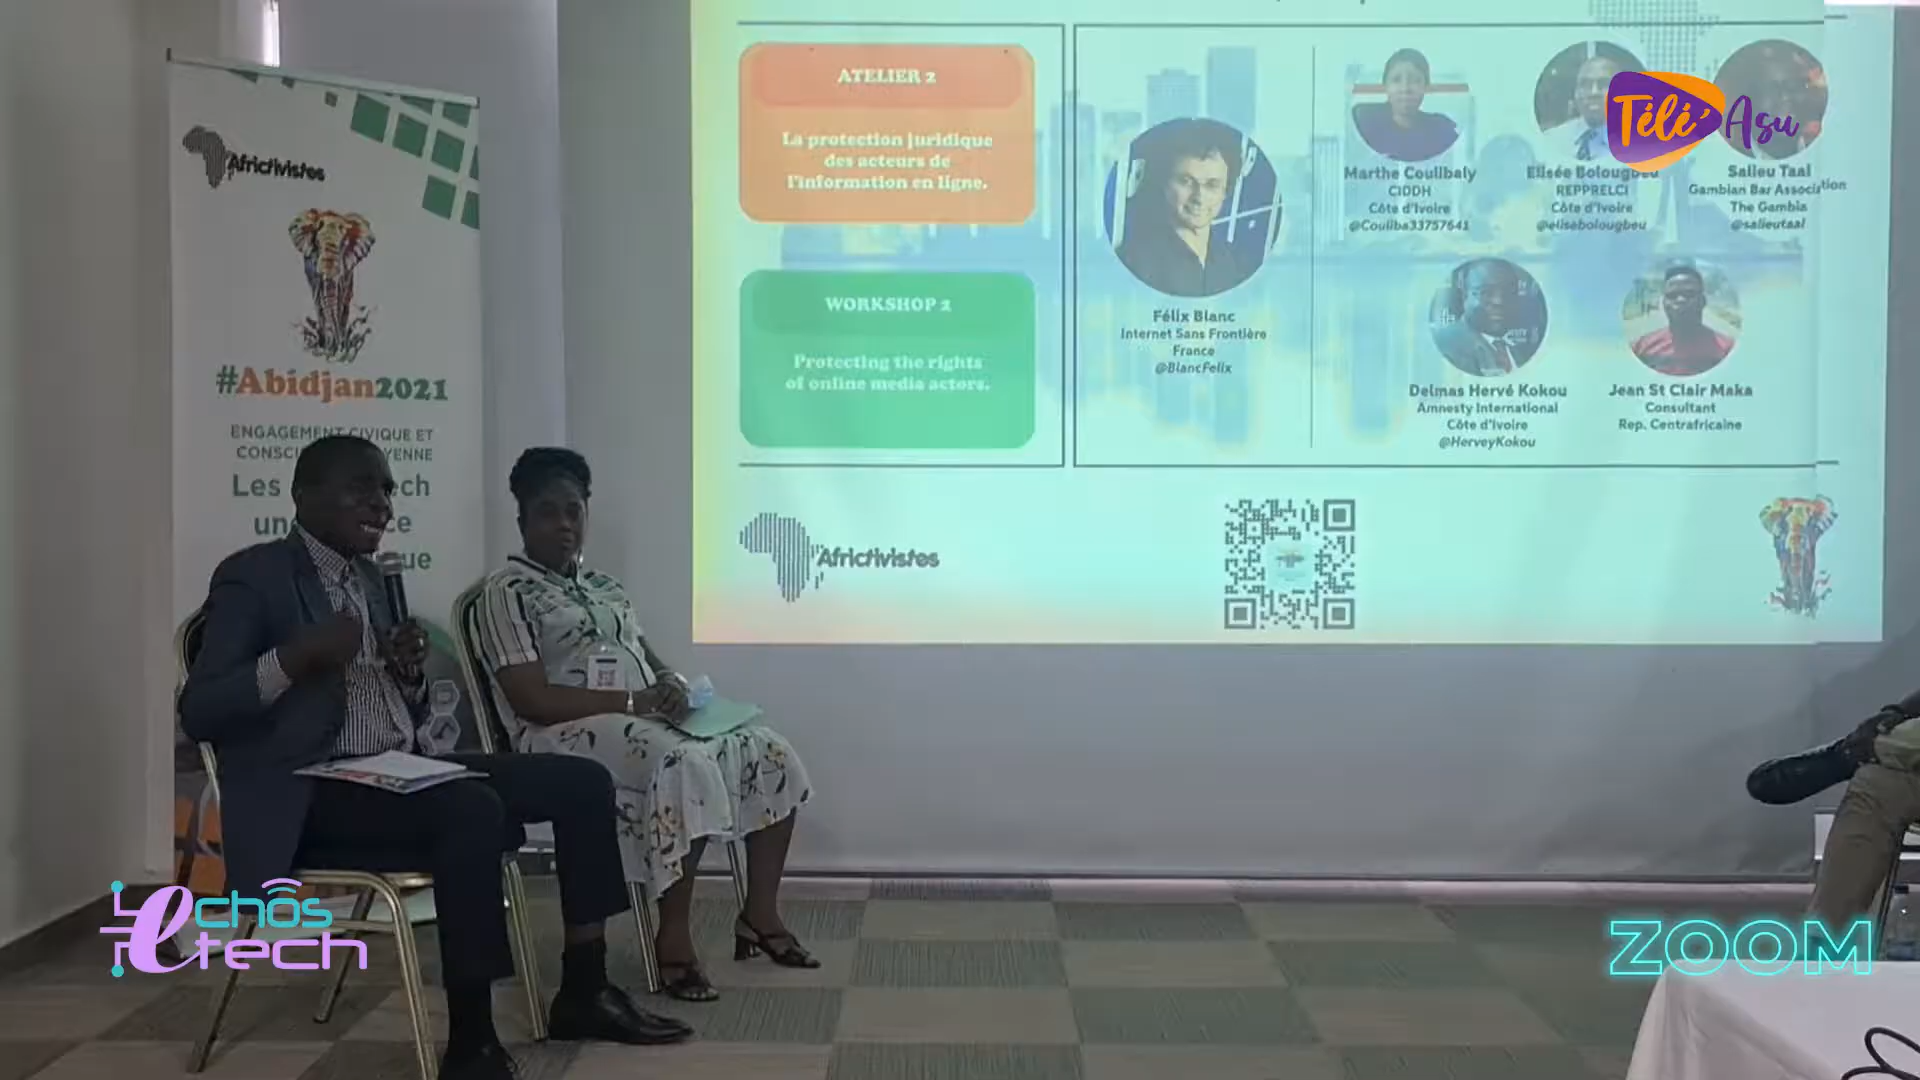 Africtivistes
#Abidjan2021
ENGAGEMENT CIVIQUE ET
Les
ATELIER 2
La protection juridique
des acteurs de
l'information en ligne.
WORKSHOP 2
Protecting the rights
of online media actors.
Félix Blanc
Internet Sans Frontière
France
@BlancFelix
Marthe Coulibaly
CIDDH
Côte d'Ivoire
@Couliba33757641
Elisée Bolougbeu
REPPRELCI
Côte d'Ivoire
@elisebolougbeu
Salieu Taal
Gambian Bar Association
The Gambia
@salieutaal
Delmas Hervé Kokou
Amnesty International
Côte d'Ivoire
@HerveyKokou
Jean St Clair Maka
Consultant
Rep. Centrafricaine
Africtivistes
Télé'Asu
echôs
tech
ZOOM